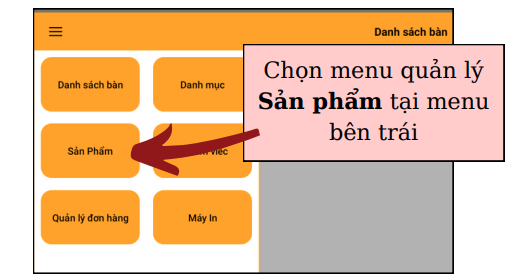 Danh sách bàn
Danh sách bàn
Danh mục
Chọn menu quản lý
Sản phẩm tại menu
bên trái
Sản Phẩm
việc
Quản lý đơn hàng
Máy In